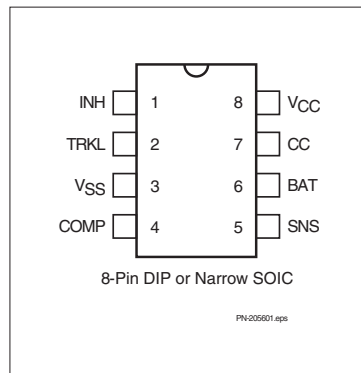 INH 1 8 VCC
TRKL 2 7 CC
VSS 3 6 BAT
COMP 4 5 SNS
8-Pin DIP or Narrow SOIC
PN-205601.eps